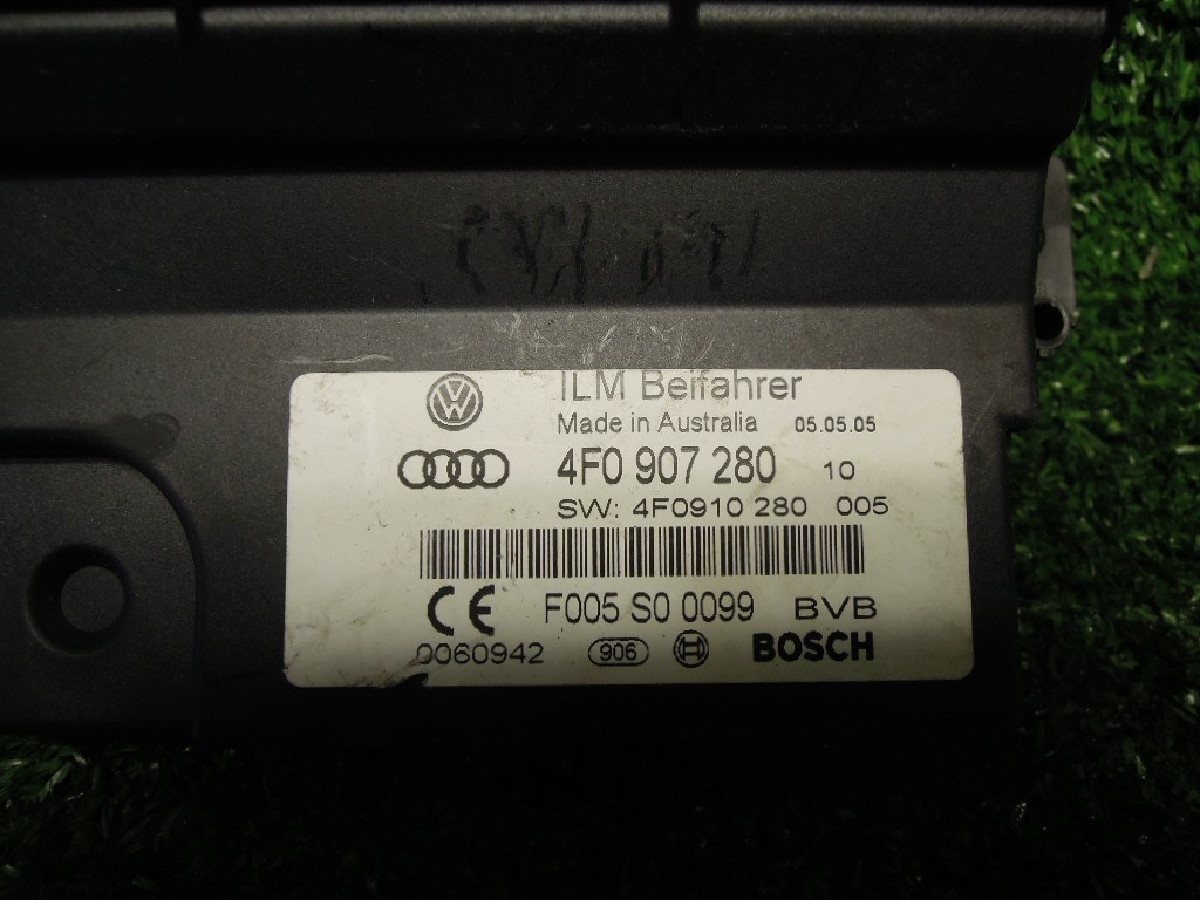 ILM Beifahrer
Made in Australia 05.05.05
4F0 907 280 10
SW: 4F0910 280 005
CE F005 S0 0099 BVB
0060942 906 BOSCH